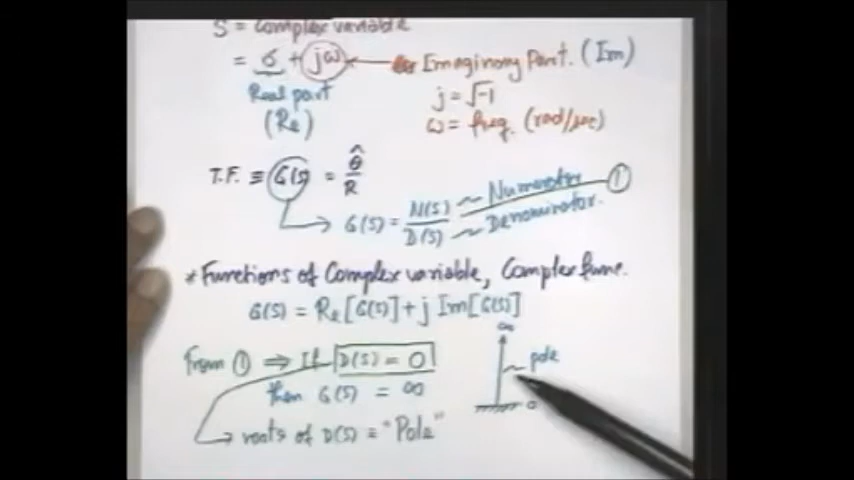 S = Complex variable
= σ + jω ← Imaginary Part. (Im)
Real part
(Re)
j = √-1
ω = freq. (rad/sec)
T.F. ≡ G(s) = θ̂/R
G(s) = N(s)/D(s) ~ Numerator ~ Denominator. ①
* Functions of Complex variable, Complex func.
G(s) = Re[G(s)] + j Im[G(s)]
From ① ⇒ If D(s) = 0
then G(s) = ∞
→ roots of D(s) ≡ "Pole"
∞
pole
0